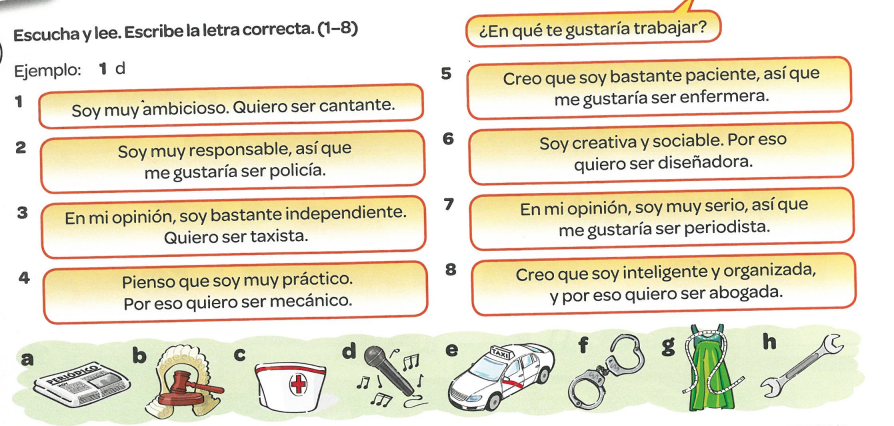 Escucha y lee. Escribe la letra correcta. (1–8)
Ejemplo: 1 d
1
Soy muy ambicioso. Quiero ser cantante.
2
Soy muy responsable, así que
me gustaría ser policía.
3
En mi opinión, soy bastante independiente.
Quiero ser taxista.
4
Pienso que soy muy práctico.
Por eso quiero ser mecánico.
¿En qué te gustaría trabajar?
5
Creo que soy bastante paciente, así que
me gustaría ser enfermera.
6
Soy creativa y sociable. Por eso
quiero ser diseñadora.
7
En mi opinión, soy muy serio, así que
me gustaría ser periodista.
8
Creo que soy inteligente y organizada,
y por eso quiero ser abogada.
a
PERIÓDICO
b
c
d
e
TAXI
f
g
h